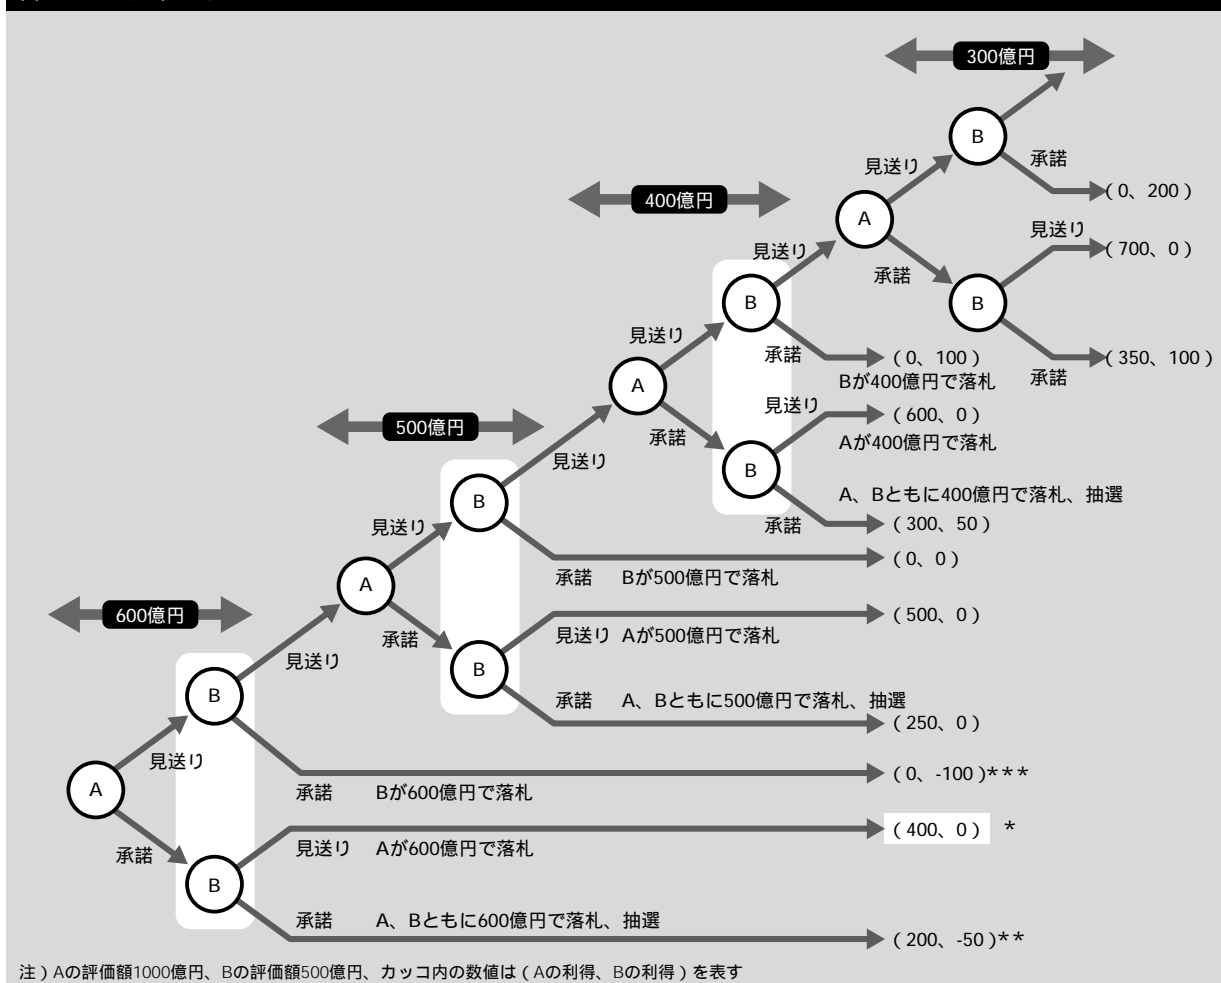 300億円
B
承諾
見送り
(0、200)
400億円
A
見送り
見送り
(700、0)
承諾
B
B
見送り
承諾
(0、100)
承諾
(350、100)
Bが400億円で落札
A
見送り
(600、0)
500億円
承諾
Aが400億円で落札
見送り
B
A、Bともに400億円で落札、抽選
B
承諾
(300、50)
見送り
(0、0)
承諾 Bが500億円で落札
A
600億円
(500、0)
承諾
見送り Aが500億円で落札
見送り
B
承諾 A、Bともに500億円で落札、抽選
B
(250、0)
見送り
(0、-100)***
A
承諾 Bが600億円で落札
(400、0) *
承諾
見送り Aが600億円で落札
B
承諾 A、Bともに600億円で落札、抽選
(200、-50)**
注)Aの評価額1000億円、Bの評価額500億円、カッコ内の数値は(Aの利得、Bの利得)を表す